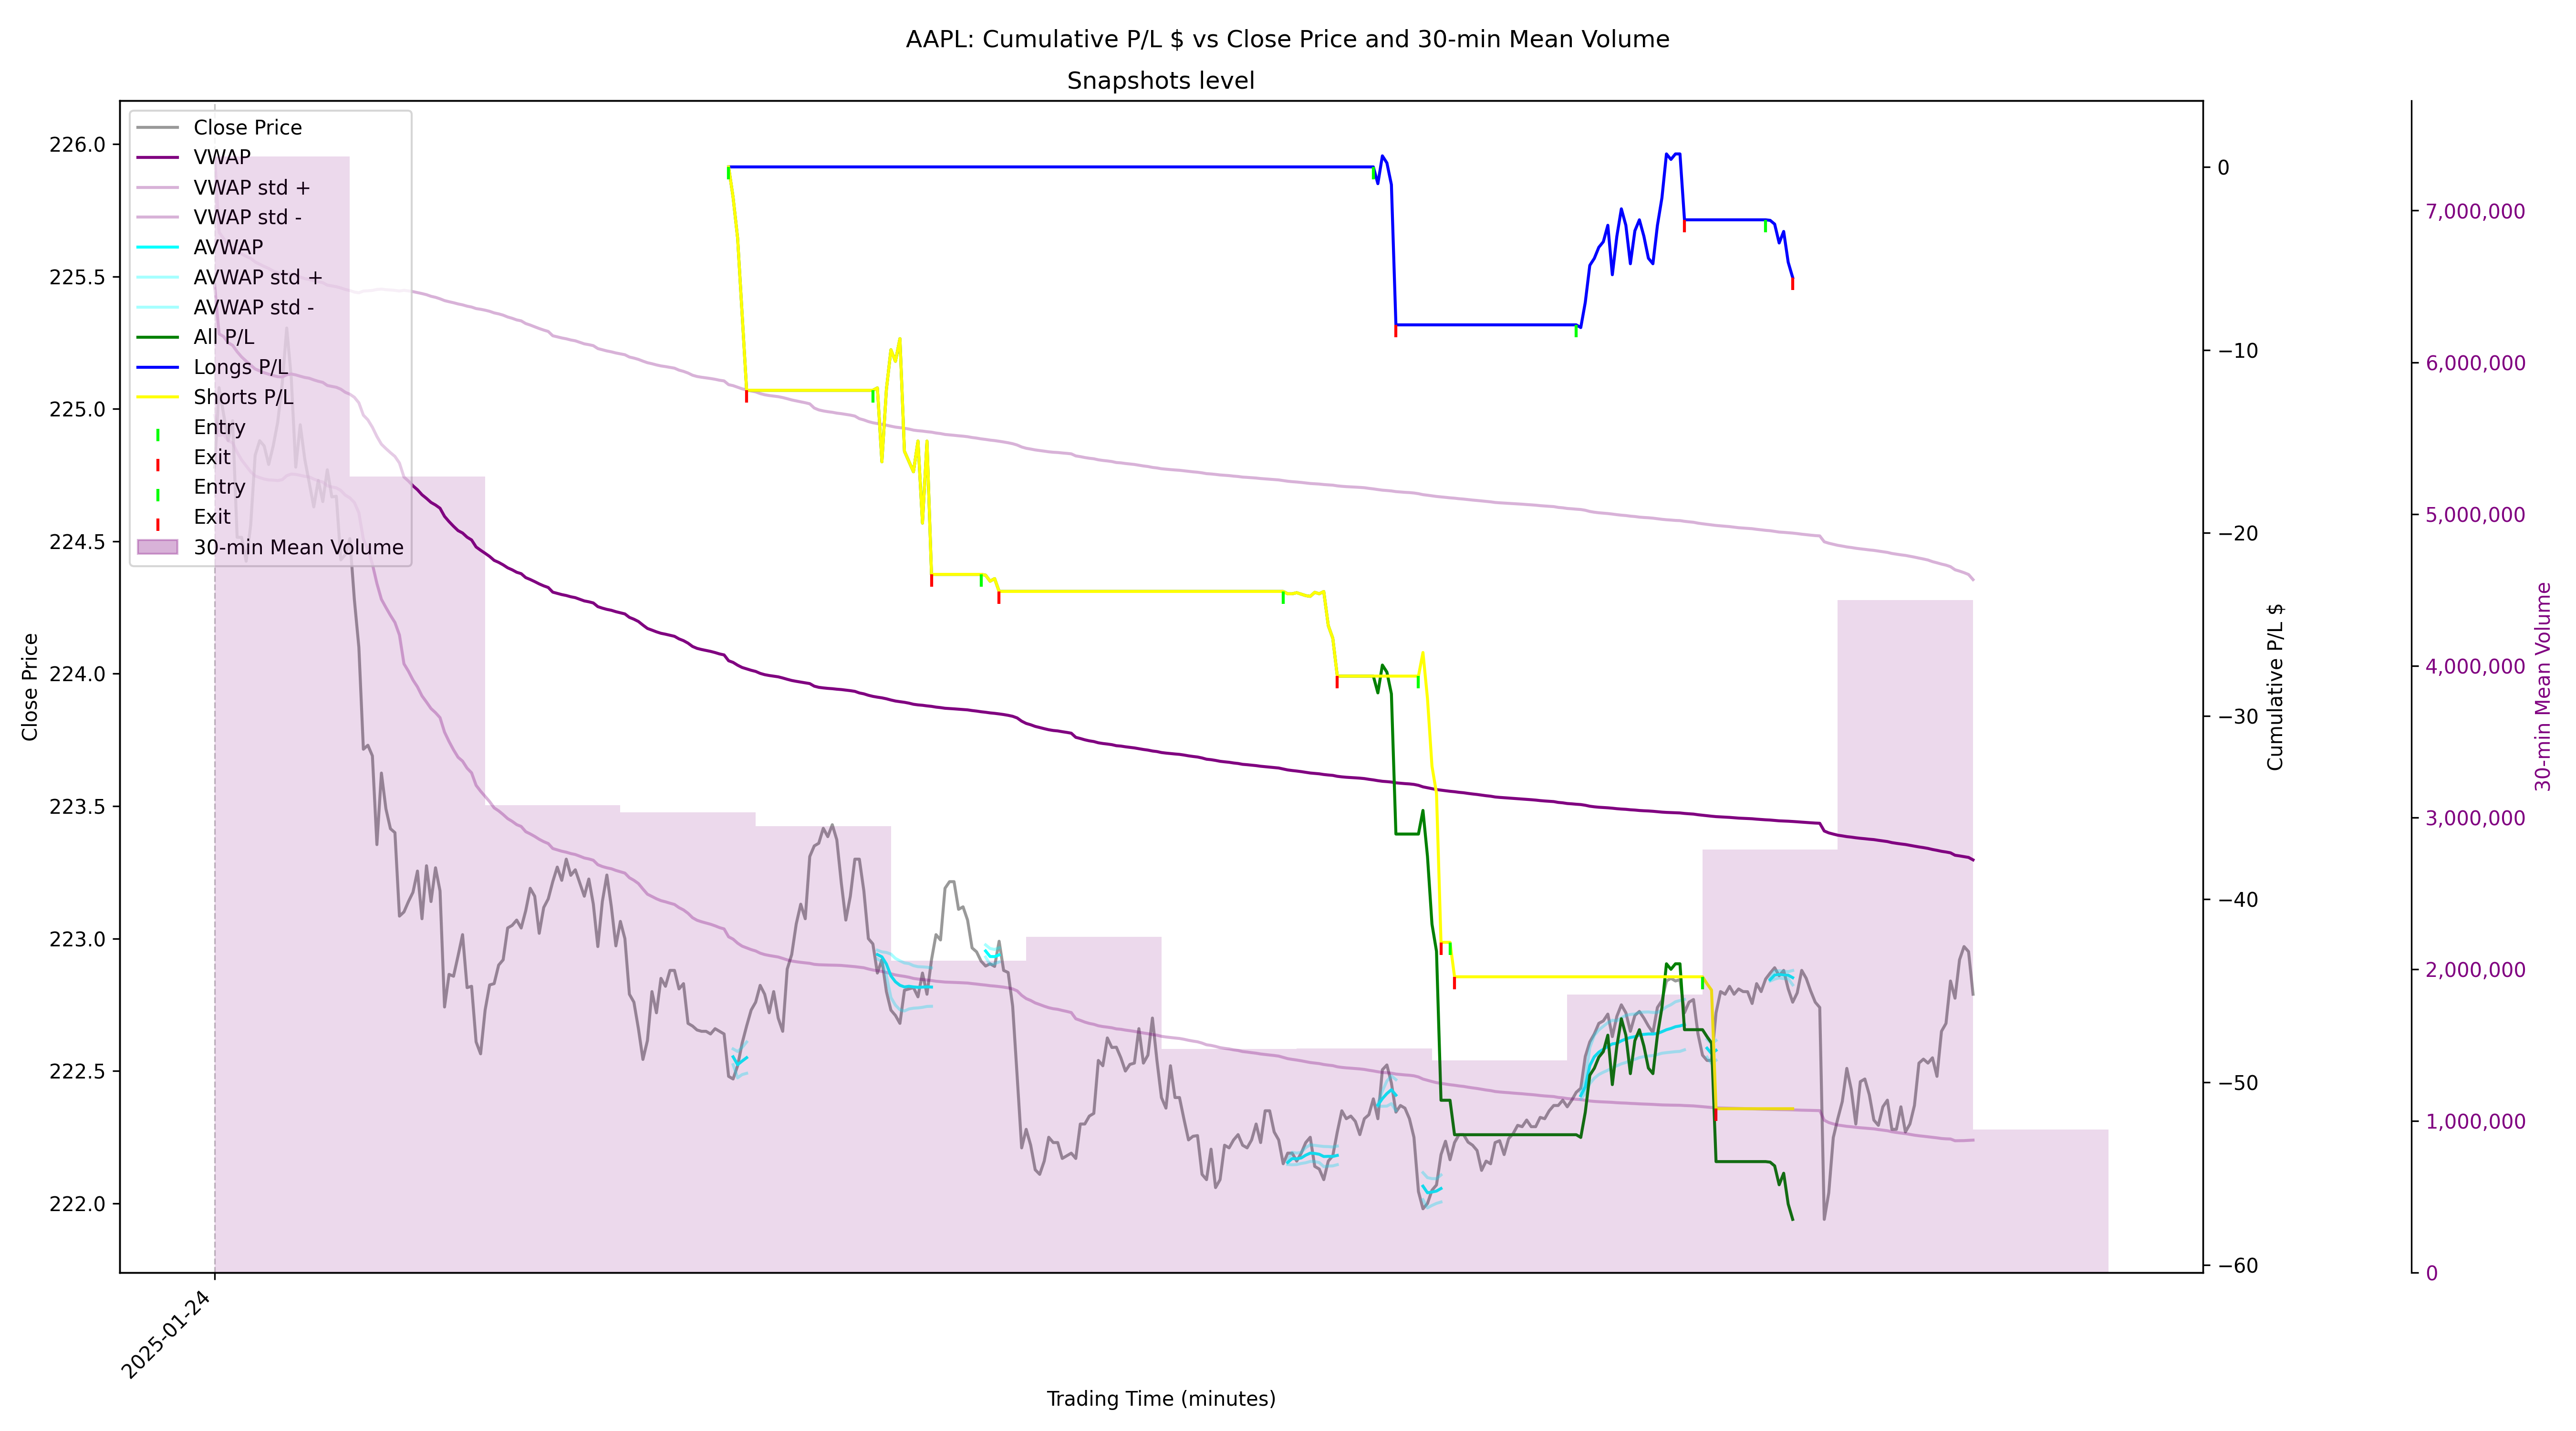 AAPL: Cumulative P/L $ vs Close Price and 30-min Mean Volume
Snapshots level
Close Price
VWAP
VWAP std +
VWAP std -
AVWAP
AVWAP std +
AVWAP std -
All P/L
Longs P/L
Shorts P/L
Entry
Exit
Entry
Exit
30-min Mean Volume
226.0
225.5
225.0
224.5
224.0
223.5
223.0
222.5
222.0
Close Price
0
−10
−20
−30
−40
−50
−60
Cumulative P/L $
7,000,000
6,000,000
5,000,000
4,000,000
3,000,000
2,000,000
1,000,000
0
30-min Mean Volume
2025-01-24
Trading Time (minutes)